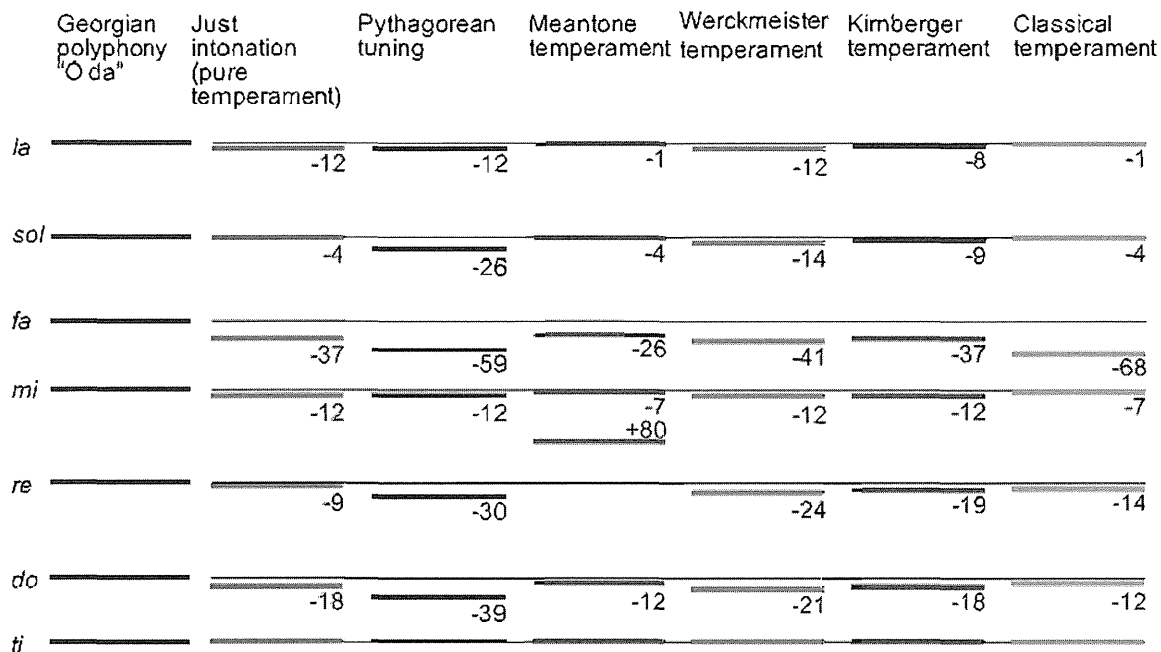 Georgian polyphony "O da"
Just intonation (pure temperament)
Pythagorean tuning
Meantone temperament
Werckmeister temperament
Kirnberger temperament
Classical temperament
la -12 -12 -1 -12 -8 -1
sol -4 -26 -4 -14 -9 -4
fa -37 -59 -26 -41 -37 -68
mi -12 -12 -7 -12 -12 -7
+80
re -9 -30 -24 -19 -14
do -18 -39 -12 -21 -18 -12
ti